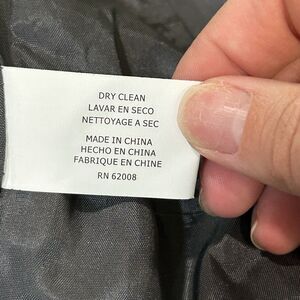 DRY CLEAN
LAVAR EN SECO
NETTOYAGE A SEC
MADE IN CHINA
HECHO EN CHINA
FABRIQUE EN CHINE
RN 62008